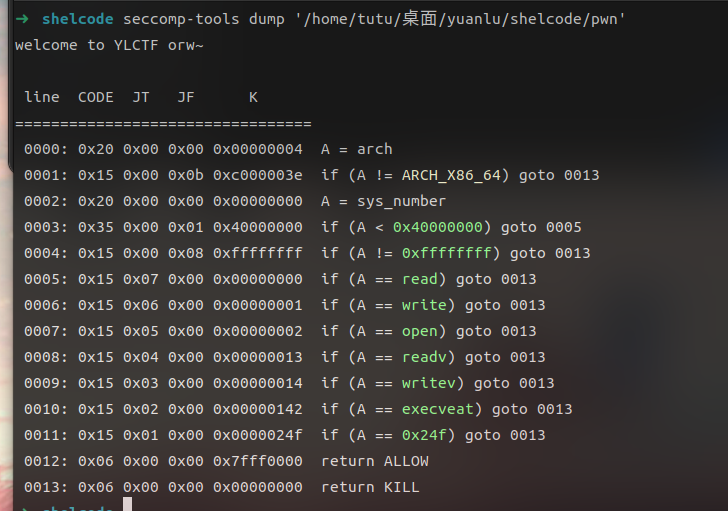 ➜ shelcode seccomp-tools dump '/home/tutu/桌面/yuanlu/shelcode/pwn'
welcome to YLCTF orw~
line CODE JT JF K
=================================
0000: 0x20 0x00 0x00 0x00000004 A = arch
0001: 0x15 0x00 0x0b 0xc000003e if (A != ARCH_X86_64) goto 0013
0002: 0x20 0x00 0x00 0x00000000 A = sys_number
0003: 0x35 0x00 0x01 0x40000000 if (A < 0x40000000) goto 0005
0004: 0x15 0x00 0x08 0xffffffff if (A != 0xffffffff) goto 0013
0005: 0x15 0x07 0x00 0x00000000 if (A == read) goto 0013
0006: 0x15 0x06 0x00 0x00000001 if (A == write) goto 0013
0007: 0x15 0x05 0x00 0x00000002 if (A == open) goto 0013
0008: 0x15 0x04 0x00 0x00000013 if (A == readv) goto 0013
0009: 0x15 0x03 0x00 0x00000014 if (A == writev) goto 0013
0010: 0x15 0x02 0x00 0x00000142 if (A == execveat) goto 0013
0011: 0x15 0x01 0x00 0x0000024f if (A == 0x24f) goto 0013
0012: 0x06 0x00 0x00 0x7fff0000 return ALLOW
0013: 0x06 0x00 0x00 0x00000000 return KILL
➜ shelcode